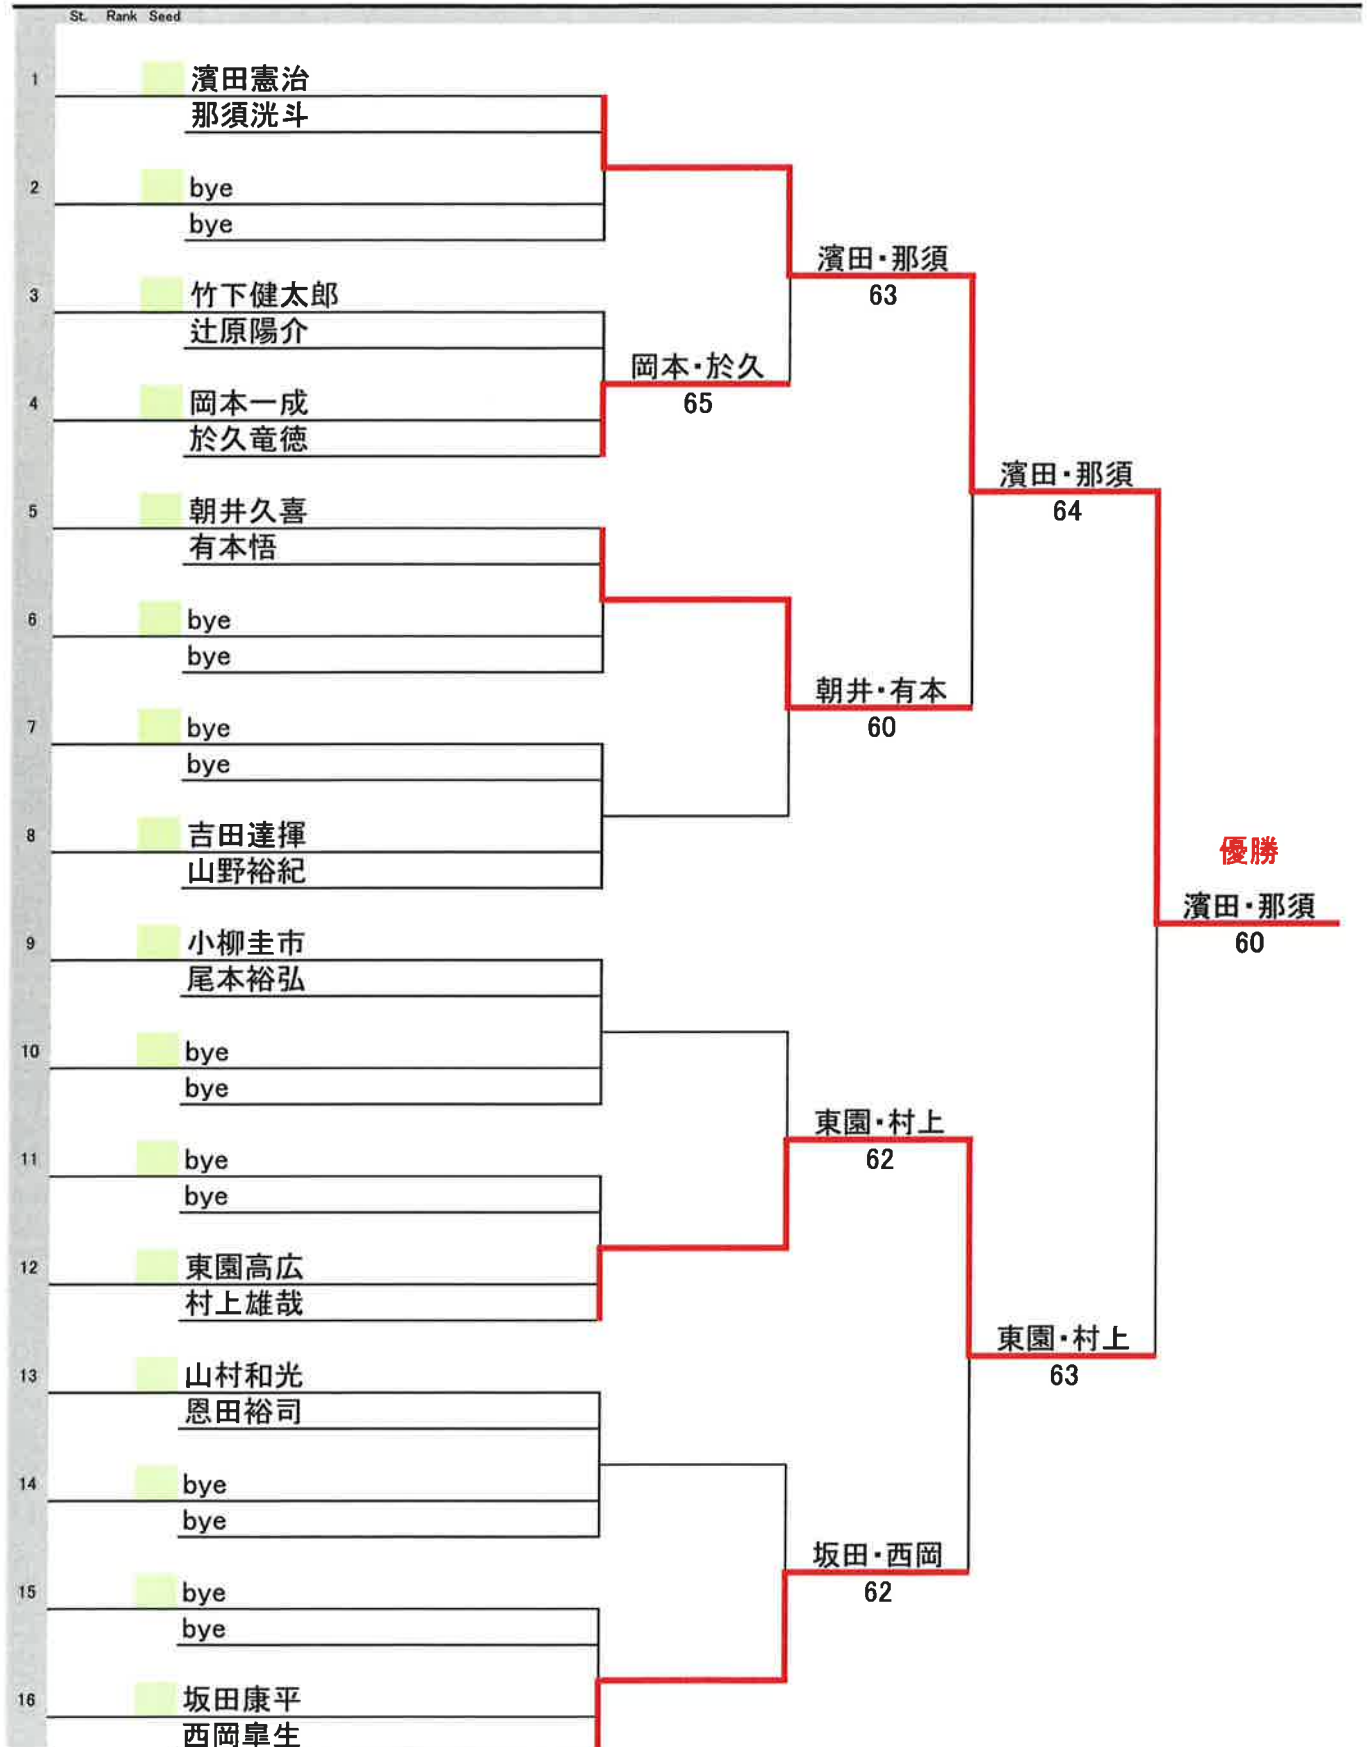 St. Rank Seed
1 濱田憲治
那須洸斗
2 bye
bye
濱田・那須
63
3 竹下健太郎
辻原陽介
岡本・於久
65
4 岡本一成
於久竜徳
濱田・那須
64
5 朝井久喜
有本悟
6 bye
bye
朝井・有本
60
7 bye
bye
8 吉田達揮
山野裕紀
優勝
濱田・那須
60
9 小柳圭市
尾本裕弘
10 bye
bye
東園・村上
62
11 bye
bye
12 東園高広
村上雄哉
東園・村上
63
13 山村和光
恩田裕司
14 bye
bye
坂田・西岡
62
15 bye
bye
16 坂田康平
西岡皐生